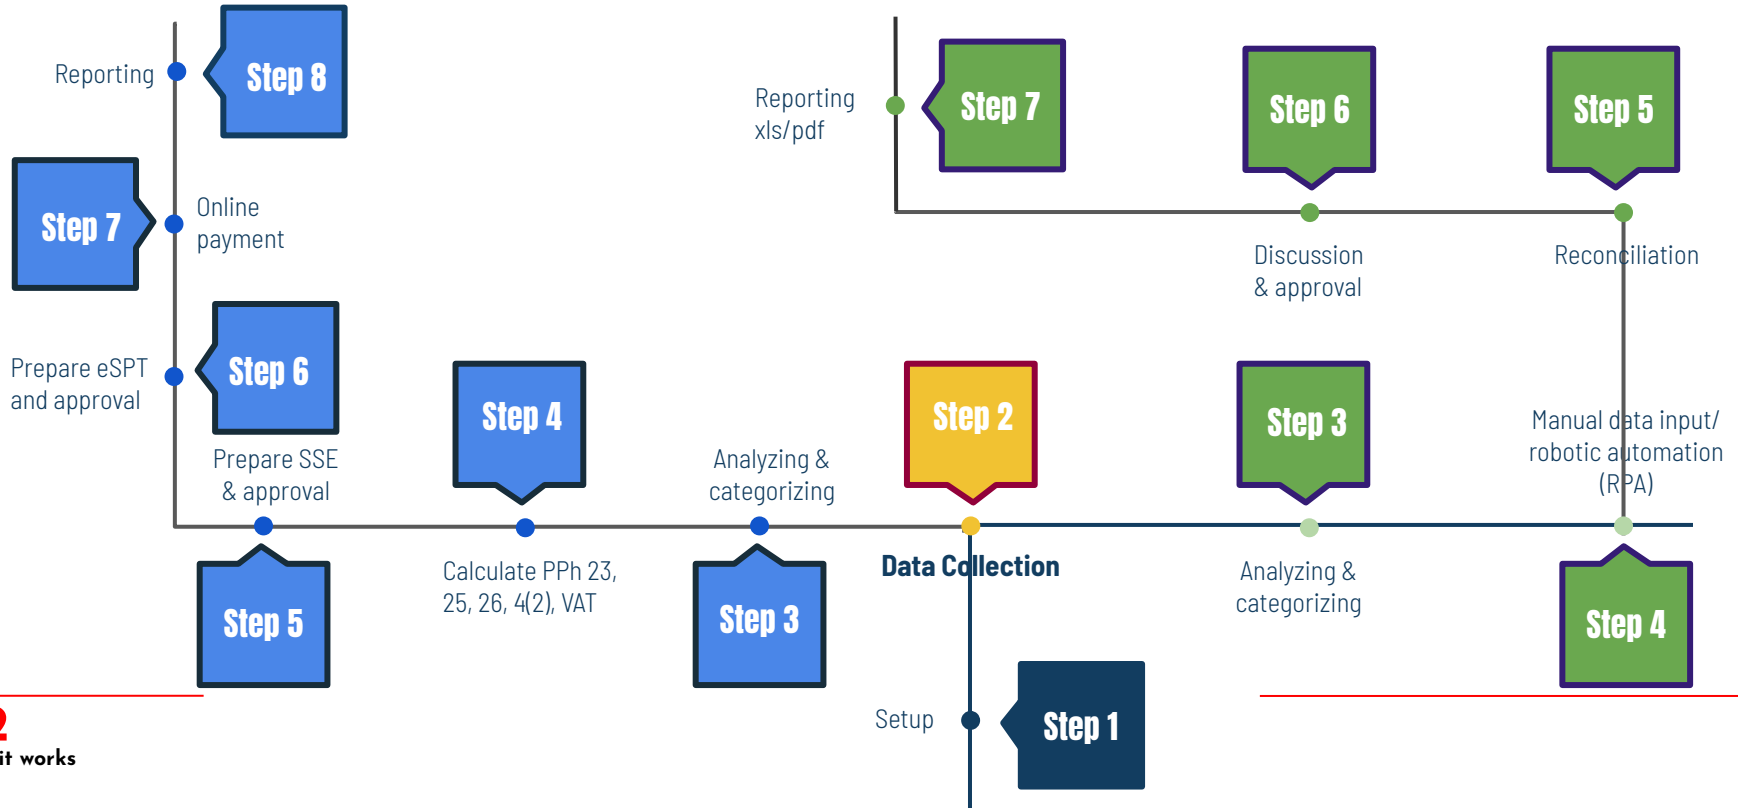 Reporting
Step 8
Step 7
Online
payment
Prepare eSPT
and approval
Step 6
Prepare SSE
& approval
Step 5
Step 4
Calculate PPh 23,
25, 26, 4(2), VAT
Analyzing &
categorizing
Step 3
Step 2
Data Collection
Setup
Step 1
Step 3
Analyzing &
categorizing
Manual data input/
robotic automation
(RPA)
Step 4
Step 5
Reconciliation
Step 6
Discussion
& approval
Reporting
xls/pdf
Step 7
2
it works